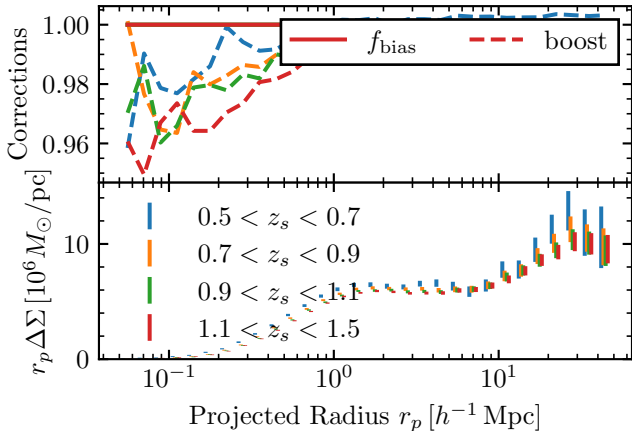 1.00
0.98
0.96
Corrections
f_bias
boost
10
0
r_p ΔΣ [10^6 M_⊙/pc]
0.5 < z_s < 0.7
0.7 < z_s < 0.9
0.9 < z_s < 1.1
1.1 < z_s < 1.5
10^−1
10^0
10^1
Projected Radius r_p [h^−1 Mpc]